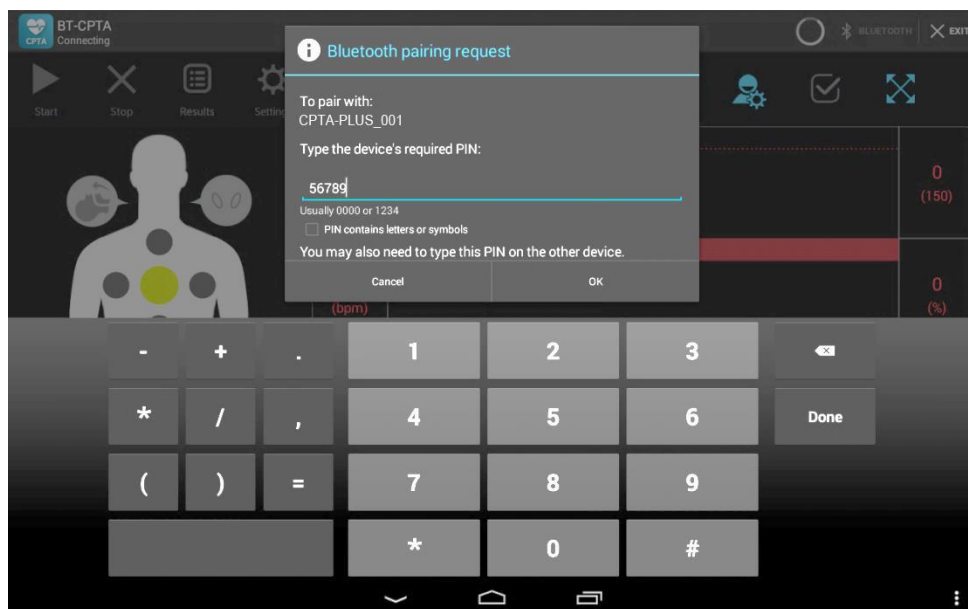 BT-CPTA
CPTA
Connecting
BLUETOOTH
EXIT
Start
Stop
Results
Setting
Bluetooth pairing request
To pair with:
CPTA-PLUS_001
Type the device's required PIN:
56789
Usually 0000 or 1234
PIN contains letters or symbols
You may also need to type this PIN on the other device.
Cancel
OK
0
(150)
0
(%)
(bpm)
- + . 1 2 3
* / , 4 5 6 Done
( ) = 7 8 9
* 0 #